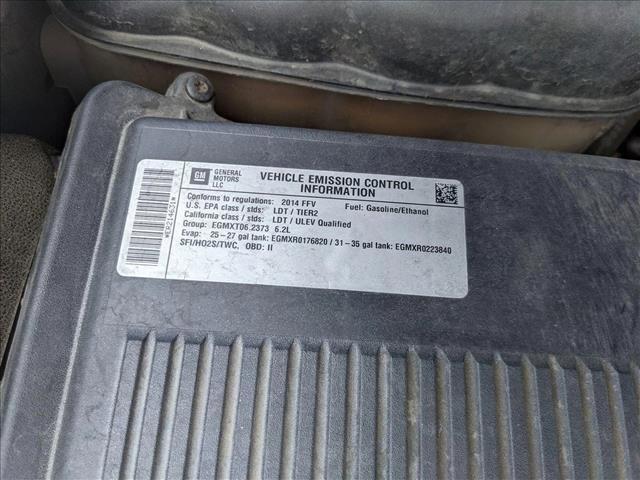 GM
GENERAL
MOTORS
LLC
VEHICLE EMISSION CONTROL
INFORMATION
Conforms to regulations: 2014 FFV Fuel: Gasoline/Ethanol
U.S. EPA class / stds: LDT / TIER2
California class / stds: LDT / ULEV Qualified
Group: EGMXT06.2373 6.2L
Evap: 25-27 gal tank: EGMXR0176820 / 31-35 gal tank: EGMXR0223840
SFI/HO2S/TWC, OBD: II
*ER214631*